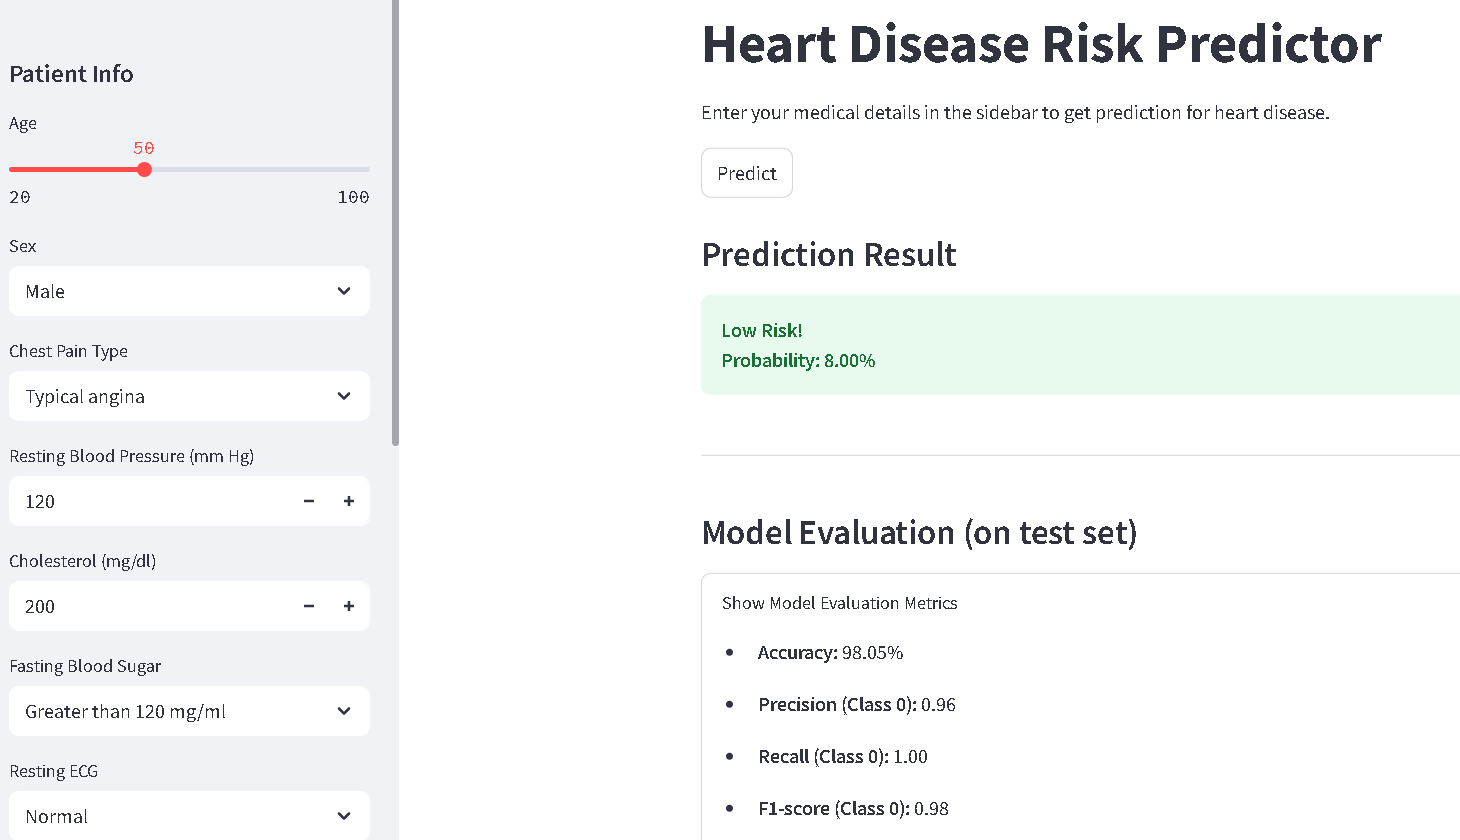 Patient Info
Age
50
20 100
Sex
Male
Chest Pain Type
Typical angina
Resting Blood Pressure (mm Hg)
120
Cholesterol (mg/dl)
200
Fasting Blood Sugar
Greater than 120 mg/ml
Resting ECG
Normal
Heart Disease Risk Predictor
Enter your medical details in the sidebar to get prediction for heart disease.
Predict
Prediction Result
Low Risk!
Probability: 8.00%
Model Evaluation (on test set)
Show Model Evaluation Metrics
• Accuracy: 98.05%
• Precision (Class 0): 0.96
• Recall (Class 0): 1.00
• F1-score (Class 0): 0.98